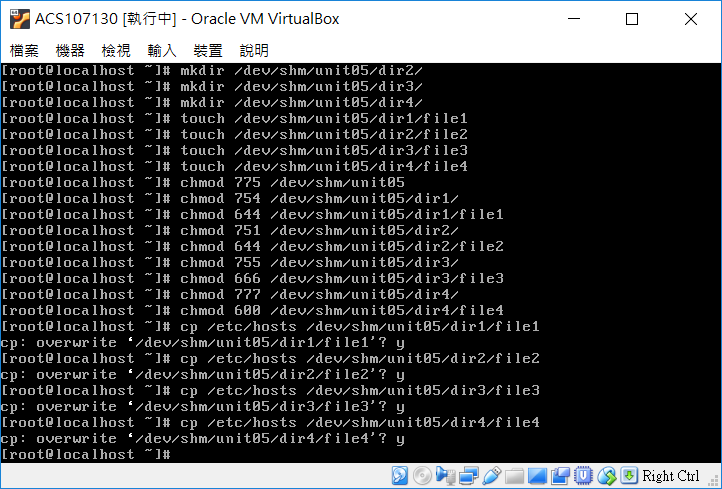 ACS107130 [執行中] - Oracle VM VirtualBox
檔案 機器 檢視 輸入 裝置 說明
[root@localhost ~]# mkdir /dev/shm/unit05/dir2/
[root@localhost ~]# mkdir /dev/shm/unit05/dir3/
[root@localhost ~]# mkdir /dev/shm/unit05/dir4/
[root@localhost ~]# touch /dev/shm/unit05/dir1/file1
[root@localhost ~]# touch /dev/shm/unit05/dir2/file2
[root@localhost ~]# touch /dev/shm/unit05/dir3/file3
[root@localhost ~]# touch /dev/shm/unit05/dir4/file4
[root@localhost ~]# chmod 775 /dev/shm/unit05
[root@localhost ~]# chmod 754 /dev/shm/unit05/dir1/
[root@localhost ~]# chmod 644 /dev/shm/unit05/dir1/file1
[root@localhost ~]# chmod 751 /dev/shm/unit05/dir2/
[root@localhost ~]# chmod 644 /dev/shm/unit05/dir2/file2
[root@localhost ~]# chmod 755 /dev/shm/unit05/dir3/
[root@localhost ~]# chmod 666 /dev/shm/unit05/dir3/file3
[root@localhost ~]# chmod 777 /dev/shm/unit05/dir4/
[root@localhost ~]# chmod 600 /dev/shm/unit05/dir4/file4
[root@localhost ~]# cp /etc/hosts /dev/shm/unit05/dir1/file1
cp: overwrite ‘/dev/shm/unit05/dir1/file1’? y
[root@localhost ~]# cp /etc/hosts /dev/shm/unit05/dir2/file2
cp: overwrite ‘/dev/shm/unit05/dir2/file2’? y
[root@localhost ~]# cp /etc/hosts /dev/shm/unit05/dir3/file3
cp: overwrite ‘/dev/shm/unit05/dir3/file3’? y
[root@localhost ~]# cp /etc/hosts /dev/shm/unit05/dir4/file4
cp: overwrite ‘/dev/shm/unit05/dir4/file4’? y
[root@localhost ~]#
Right Ctrl